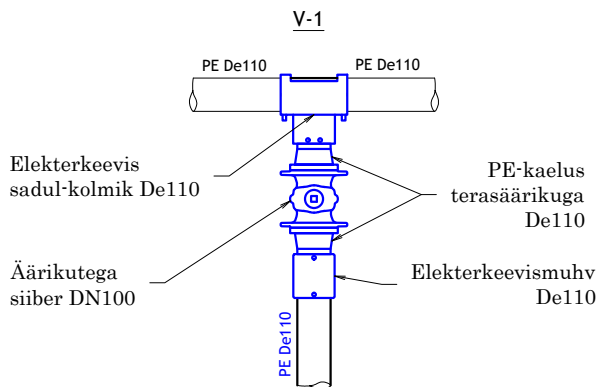 V-1
PE De110
PE De110
Elekterkeevis
sadul-kolmik De110
PE-kaelus
terasäärikuga
De110
Äärikutega
siiber DN100
Elekterkeevismuhv
De110
PE De110